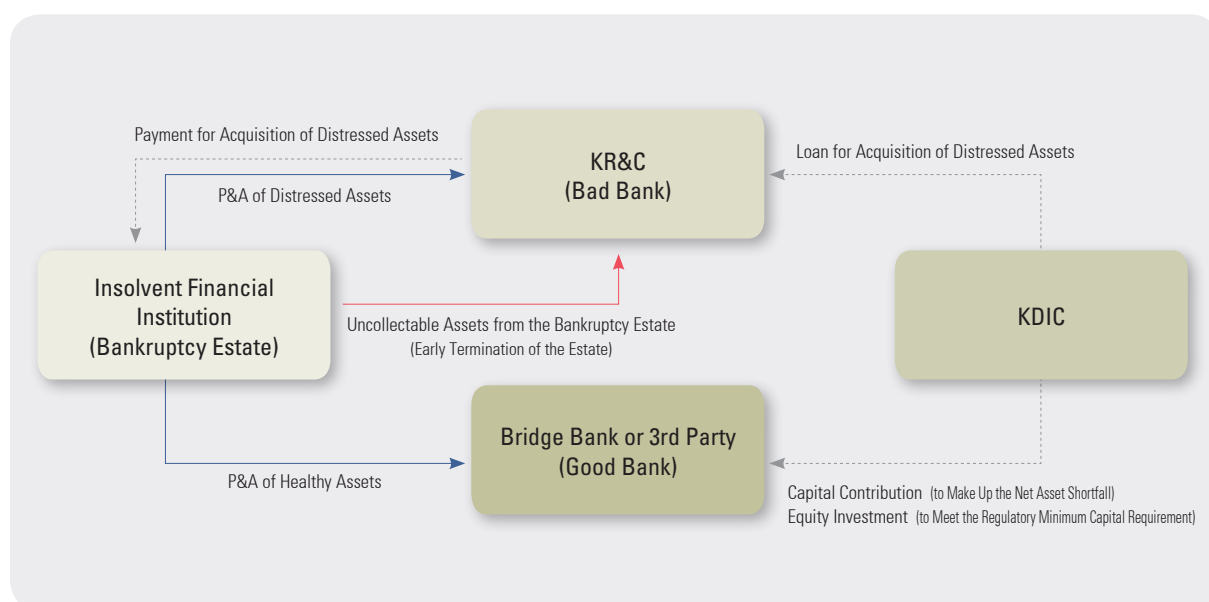 Payment for Acquisition of Distressed Assets
KR&C
(Bad Bank)
Loan for Acquisition of Distressed Assets
P&A of Distressed Assets
Insolvent Financial
Institution
(Bankruptcy Estate)
KDIC
Uncollectable Assets from the Bankruptcy Estate
(Early Termination of the Estate)
Bridge Bank or 3rd Party
(Good Bank)
P&A of Healthy Assets
Capital Contribution (to Make Up the Net Asset Shortfall)
Equity Investment (to Meet the Regulatory Minimum Capital Requirement)